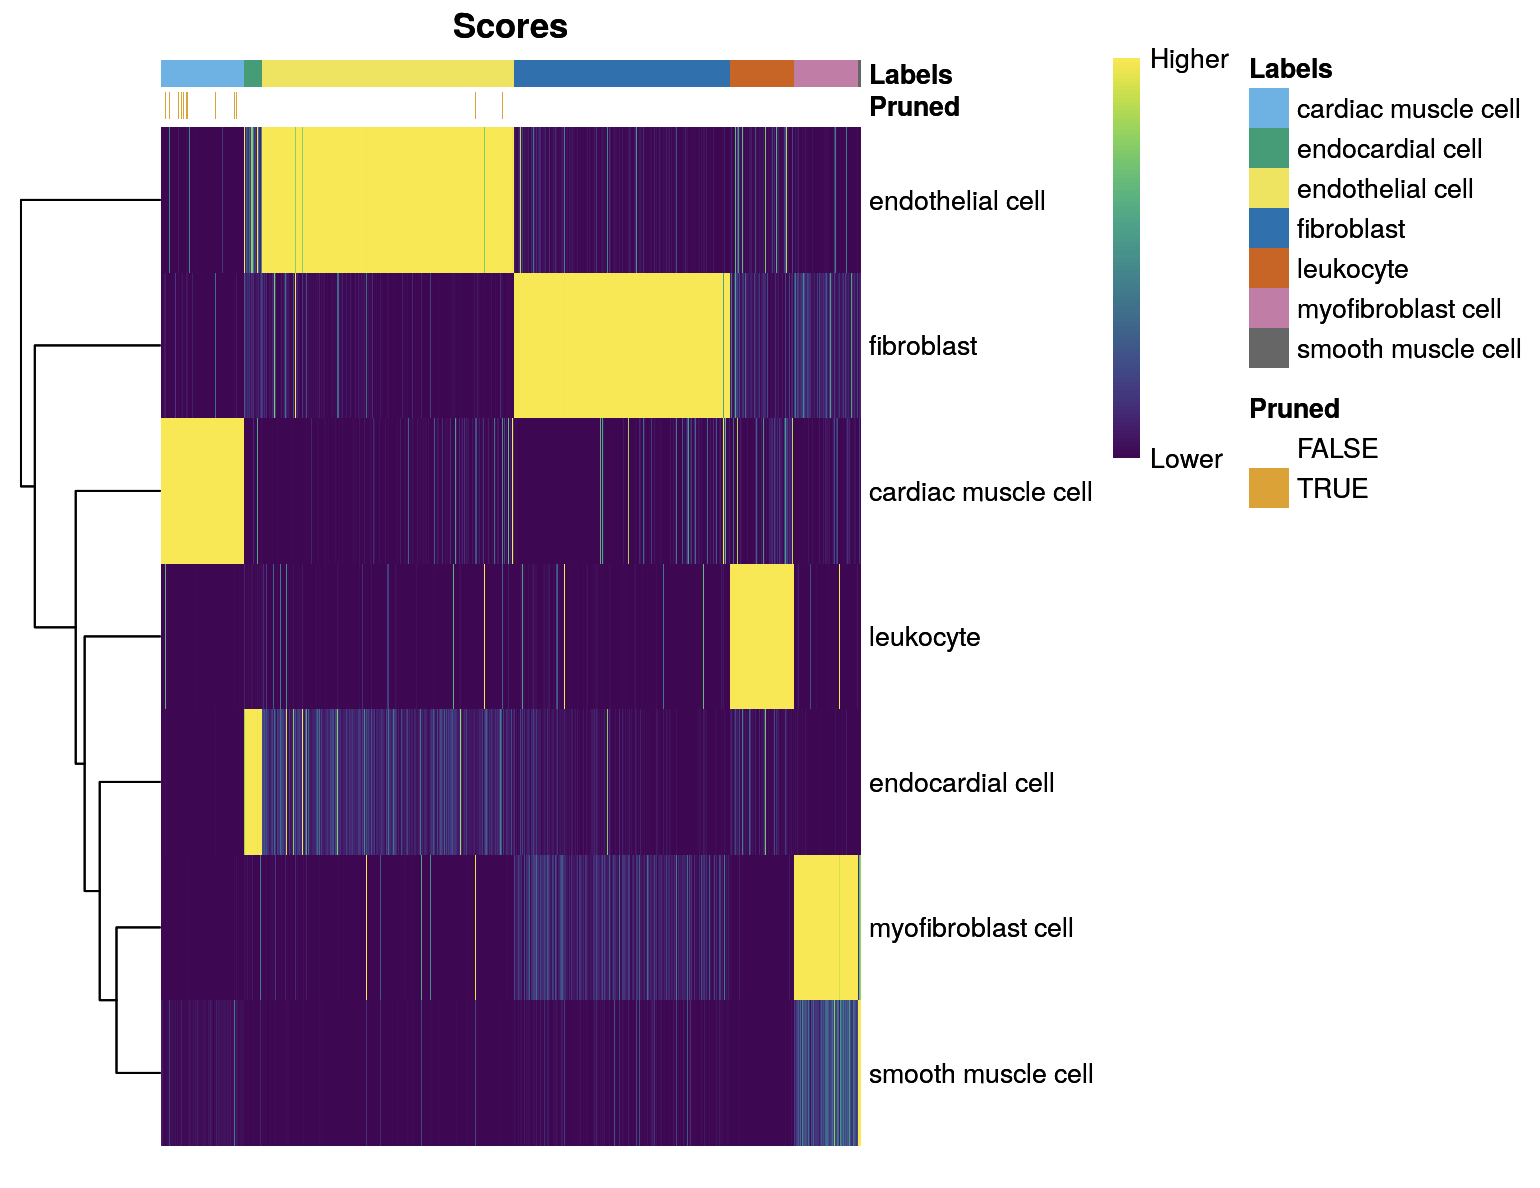 Scores
Labels
Pruned
endothelial cell
fibroblast
cardiac muscle cell
leukocyte
endocardial cell
myofibroblast cell
smooth muscle cell
Higher
Lower
Labels
cardiac muscle cell
endocardial cell
endothelial cell
fibroblast
leukocyte
myofibroblast cell
smooth muscle cell
Pruned
FALSE
TRUE